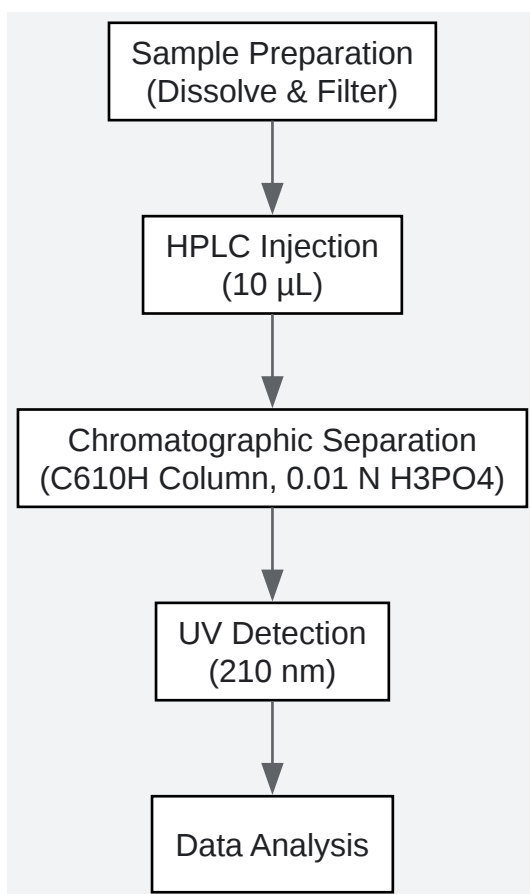 Sample Preparation
(Dissolve & Filter)
HPLC Injection
(10 µL)
Chromatographic Separation
(C610H Column, 0.01 N H3PO4)
UV Detection
(210 nm)
Data Analysis